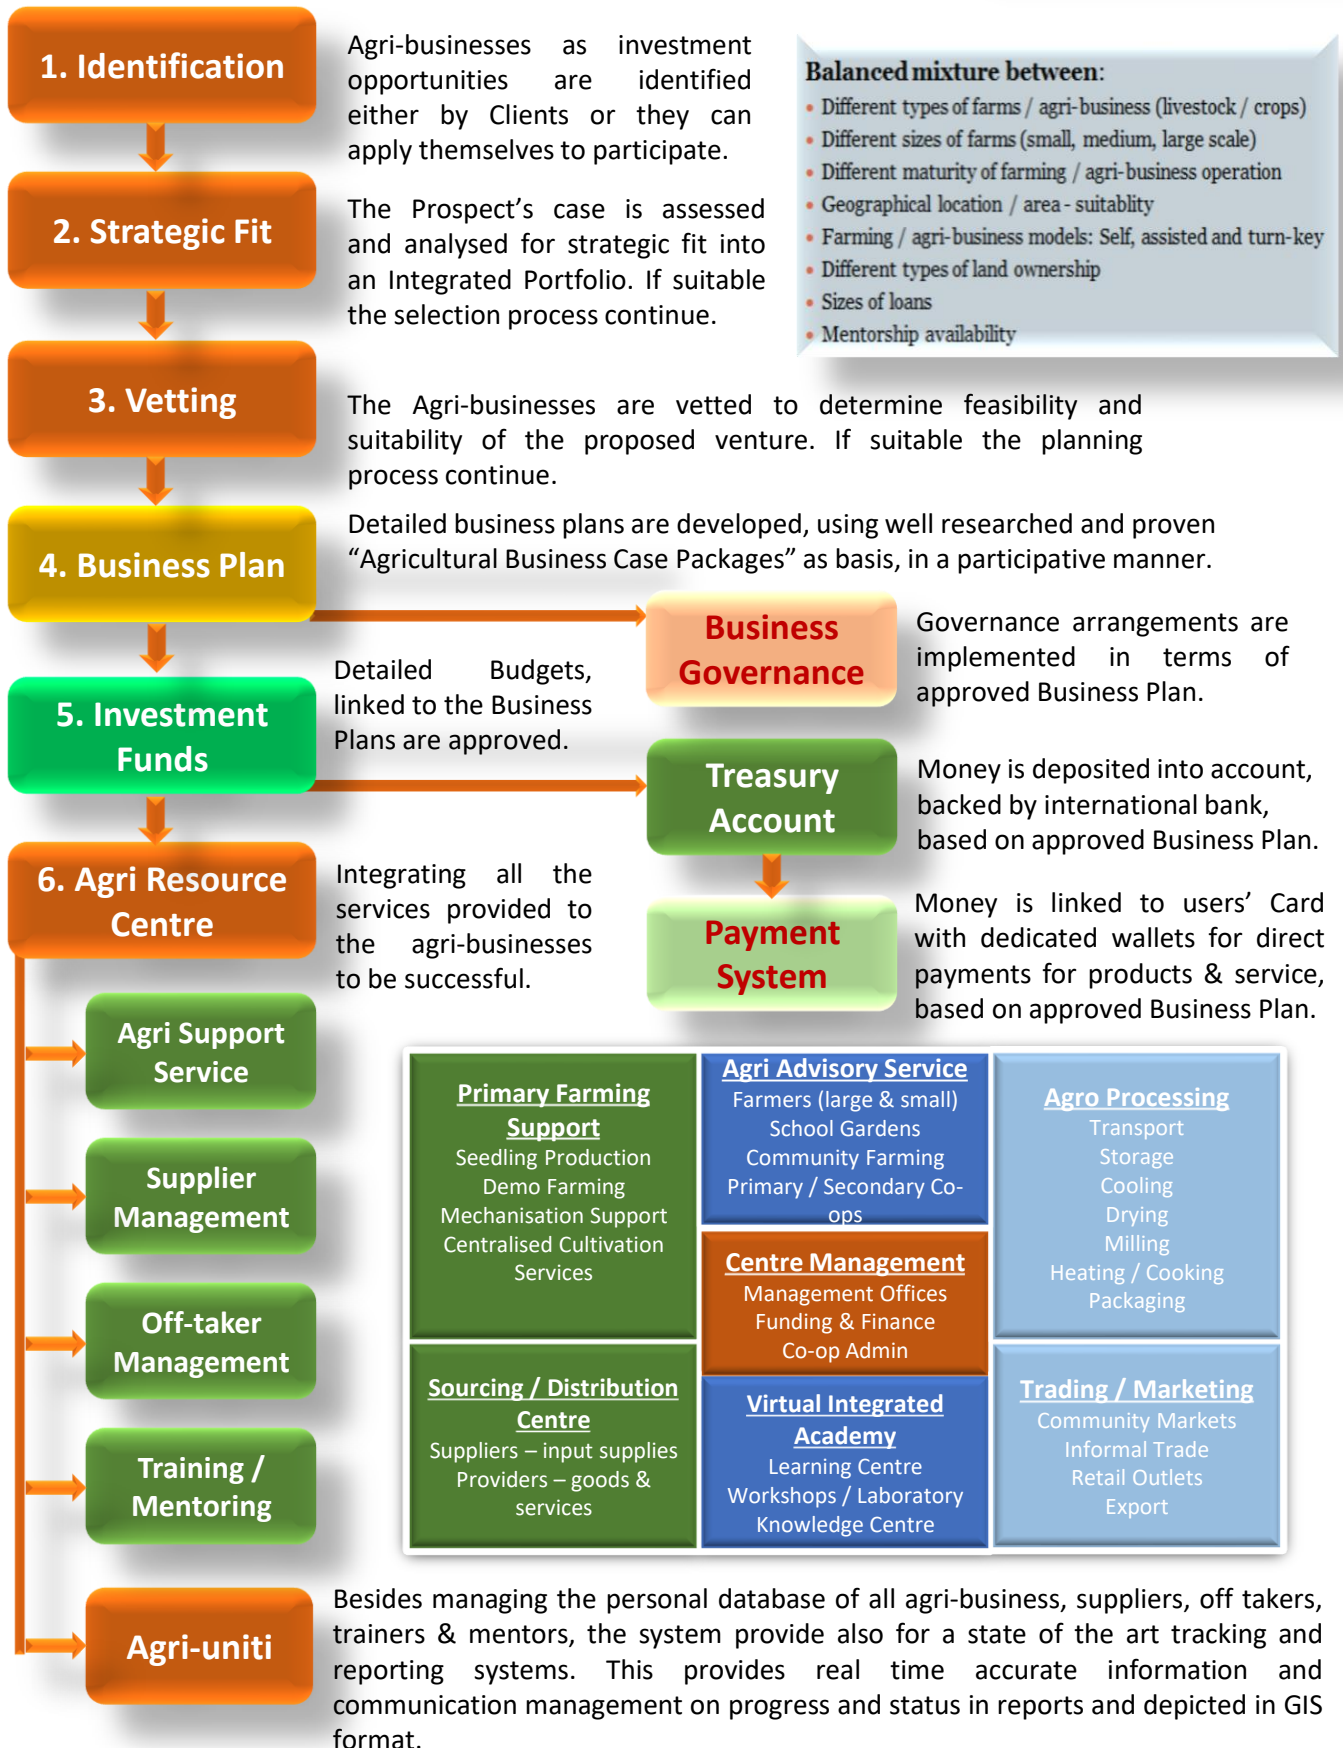 1. Identification
Agri-businesses as investment
opportunities are identified
either by Clients or they can
apply themselves to participate.
Balanced mixture between:
• Different types of farms / agri-business (livestock / crops)
• Different sizes of farms (small, medium, large scale)
• Different maturity of farming / agri-business operation
• Geographical location / area - suitablity
• Farming / agri-business models: Self, assisted and turn-key
• Different types of land ownership
• Sizes of loans
• Mentorship availability
2. Strategic Fit
The Prospect’s case is assessed
and analysed for strategic fit into
an Integrated Portfolio. If suitable
the selection process continue.
3. Vetting
The Agri-businesses are vetted to determine feasibility and
suitability of the proposed venture. If suitable the planning
process continue.
4. Business Plan
Detailed business plans are developed, using well researched and proven
“Agricultural Business Case Packages” as basis, in a participative manner.
Business
Governance
Governance arrangements are
implemented in terms of
approved Business Plan.
5. Investment
Funds
Detailed Budgets,
linked to the Business
Plans are approved.
Treasury
Account
Money is deposited into account,
backed by international bank,
based on approved Business Plan.
Payment
System
Money is linked to users’ Card
with dedicated wallets for direct
payments for products & service,
based on approved Business Plan.
6. Agri Resource
Centre
Integrating all the
services provided to
the agri-businesses
to be successful.
Agri Support
Service
Supplier
Management
Off-taker
Management
Training /
Mentoring
Primary Farming
Support
Seedling Production
Demo Farming
Mechanisation Support
Centralised Cultivation
Services
Agri Advisory Service
Farmers (large & small)
School Gardens
Community Farming
Primary / Secondary Co-
ops
Agro Processing
Transport
Storage
Cooling
Drying
Milling
Heating / Cooking
Packaging
Centre Management
Management Offices
Funding & Finance
Co-op Admin
Sourcing / Distribution
Centre
Suppliers – input supplies
Providers – goods &
services
Virtual Integrated
Academy
Learning Centre
Workshops / Laboratory
Knowledge Centre
Trading / Marketing
Community Markets
Informal Trade
Retail Outlets
Export
Agri-uniti
Besides managing the personal database of all agri-business, suppliers, off takers,
trainers & mentors, the system provide also for a state of the art tracking and
reporting systems. This provides real time accurate information and
communication management on progress and status in reports and depicted in GIS
format.